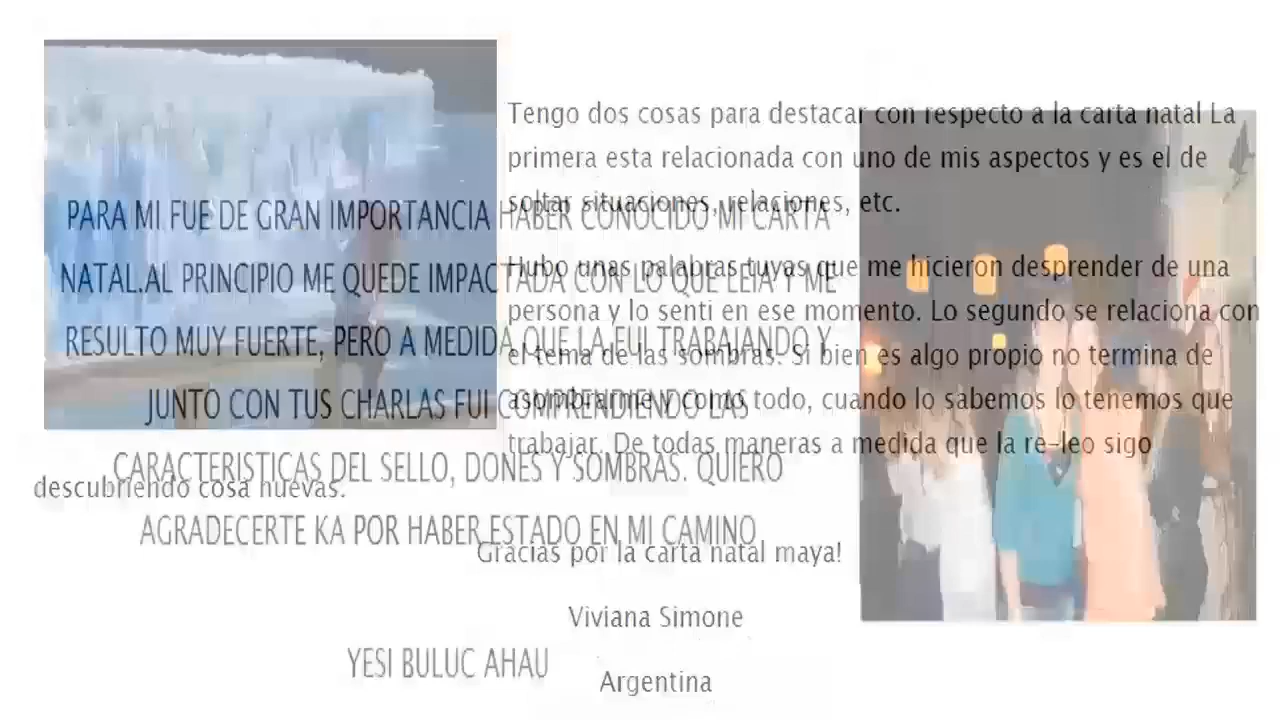 Tengo dos cosas para destacar con respecto a la carta natal La
primera esta relacionada con uno de mis aspectos y es el de
soltar situaciones, relaciones, etc.
Hubo unas palabras tuyas que me hicieron desprender de una
persona y lo senti en ese momento. Lo segundo se relaciona con
el tema de las sombras. Si bien es algo propio no termina de
asombrarme y como todo, cuando lo sabemos lo tenemos que
trabajar. De todas maneras a medida que la re-leo sigo
descubriendo cosa nuevas.
Gracias por la carta natal maya!
Viviana Simone
Argentina
PARA MI FUE DE GRAN IMPORTANCIA HABER CONOCIDO MI CARTA
NATAL.AL PRINCIPIO ME QUEDE IMPACTADA CON LO QUE LEIA Y ME
RESULTO MUY FUERTE, PERO A MEDIDA QUE LA FUI TRABAJANDO Y
JUNTO CON TUS CHARLAS FUI COMPRENDIENDO LAS
CARACTERISTICAS DEL SELLO, DONES Y SOMBRAS. QUIERO
AGRADECERTE KA POR HABER ESTADO EN MI CAMINO
YESI BULUC AHAU